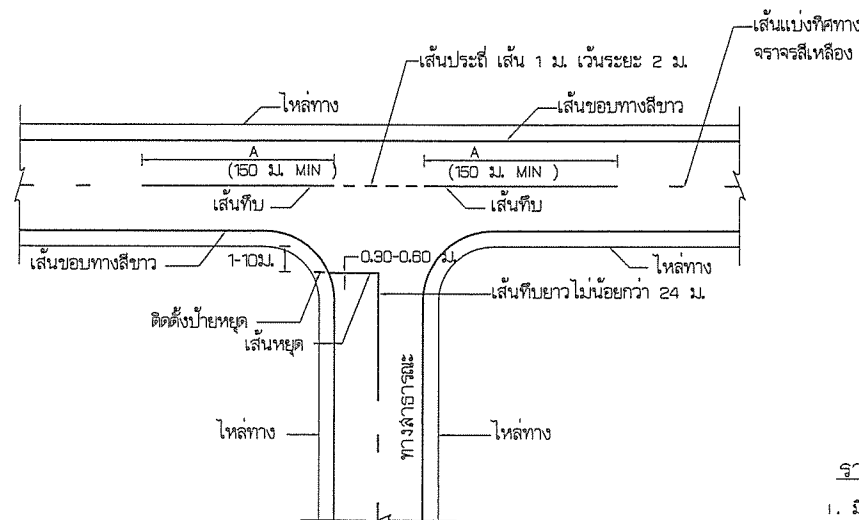 เส้นแบ่งทิศทาง
จราจรสีเหลือง
เส้นประถี่ เส้น 1 ม. เว้นระยะ 2 ม.
ไหล่ทาง
เส้นขอบทางสีขาว
A
(150 ม. MIN )
A
(150 ม. MIN )
เส้นทึบ
เส้นทึบ
เส้นขอบทางสีขาว
1-10ม.
0.30-0.60 ม.
ไหล่ทาง
เส้นทึบยาวไม่น้อยกว่า 24 ม.
ติดตั้งป้ายหยุด
เส้นหยุด
ทางสาธารณะ
ไหล่ทาง
ไหล่ทาง